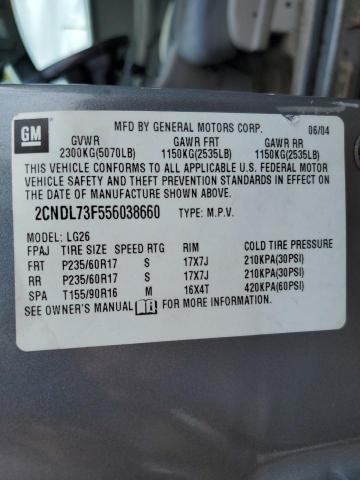 GM
MFD BY GENERAL MOTORS CORP. 06/04
GVWR GAWR FRT GAWR RR
2300KG(5070LB) 1150KG(2535LB) 1150KG(2535LB)
THIS VEHICLE CONFORMS TO ALL APPLICABLE U.S. FEDERAL MOTOR
VEHICLE SAFETY, AND THEFT PREVENTION STANDARDS IN EFFECT ON THE
DATE OF MANUFACTURE SHOWN ABOVE.
2CNDL73F556038660 TYPE: M.P.V.
MODEL: LG26
FPAJ TIRE SIZE SPEED RTG RIM COLD TIRE PRESSURE
FRT P235/60R17 S 17X7J 210KPA(30PSI)
RR P235/60R17 S 17X7J 210KPA(30PSI)
SPA T155/90R16 M 16X4T 420KPA(60PSI)
SEE OWNER'S MANUAL FOR MORE INFORMATION.